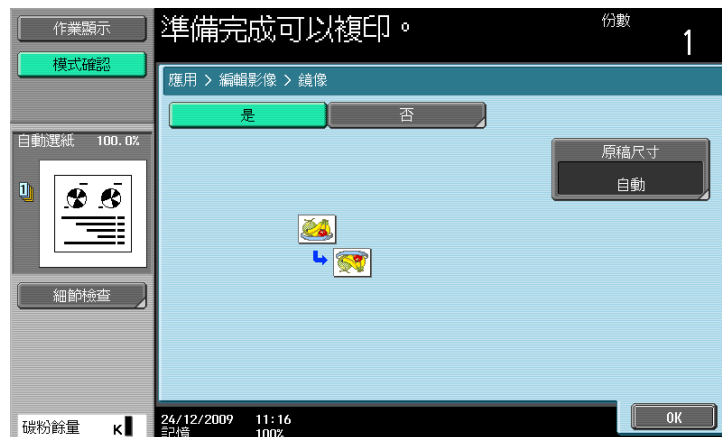 作業顯示
模式確認
準備完成可以複印。
份數
1
應用 > 編輯影像 > 鏡像
是
否
原稿尺寸
自動
自動選紙 100.0%
1
細節檢查
碳粉餘量 K
24/12/2009 11:16
記憶 100%
OK